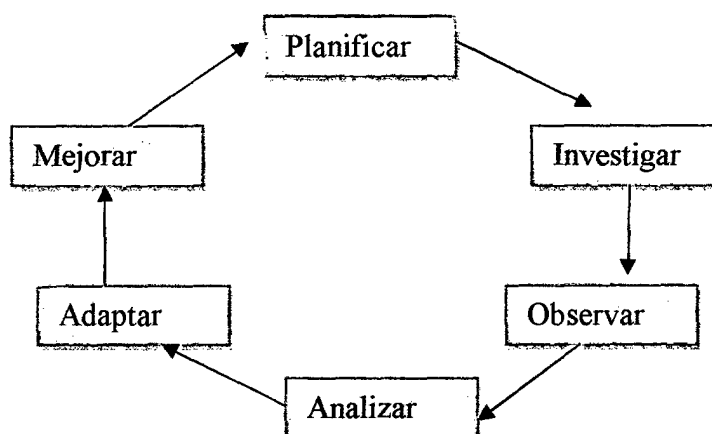 Planificar
Investigar
Observar
Analizar
Adaptar
Mejorar